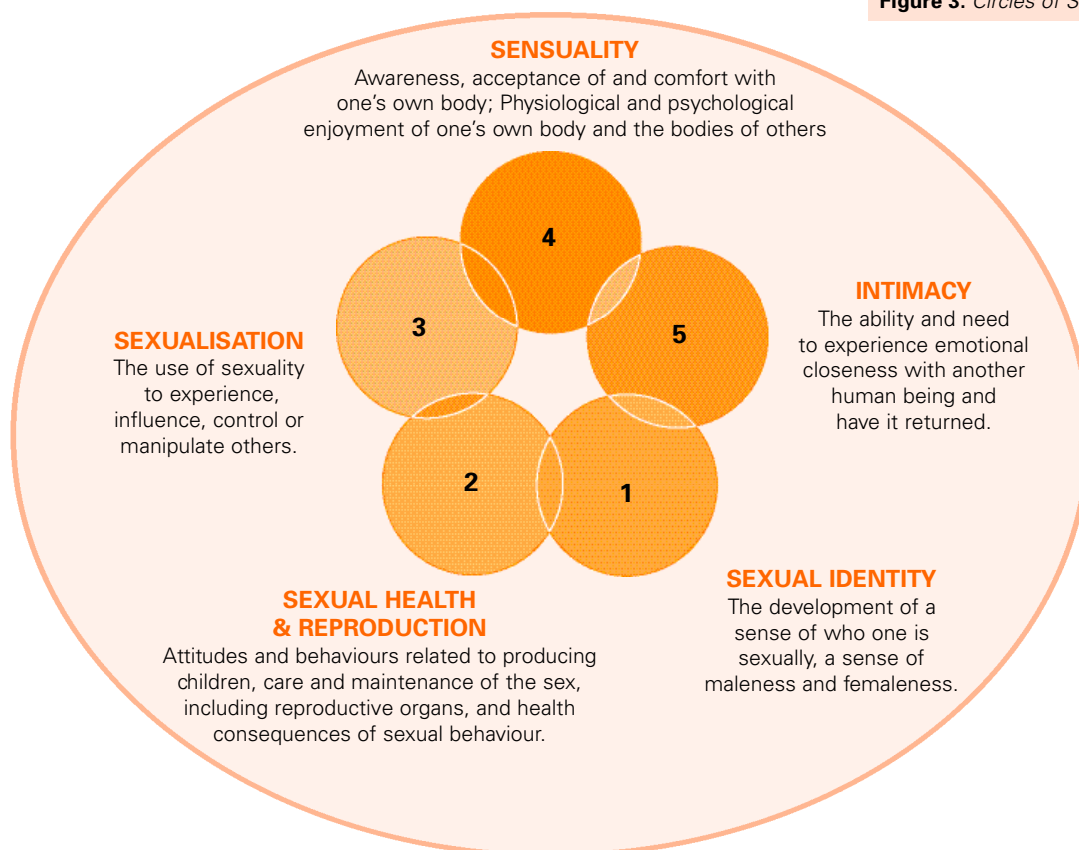 Figure 3. Circles of S
SENSUALITY
Awareness, acceptance of and comfort with
one's own body; Physiological and psychological
enjoyment of one's own body and the bodies of others
4
3
5
INTIMACY
The ability and need
to experience emotional
closeness with another
human being and
have it returned.
SEXUALISATION
The use of sexuality
to experience,
influence, control or
manipulate others.
2
1
SEXUAL IDENTITY
The development of a
sense of who one is
sexually, a sense of
maleness and femaleness.
SEXUAL HEALTH
& REPRODUCTION
Attitudes and behaviours related to producing
children, care and maintenance of the sex,
including reproductive organs, and health
consequences of sexual behaviour.